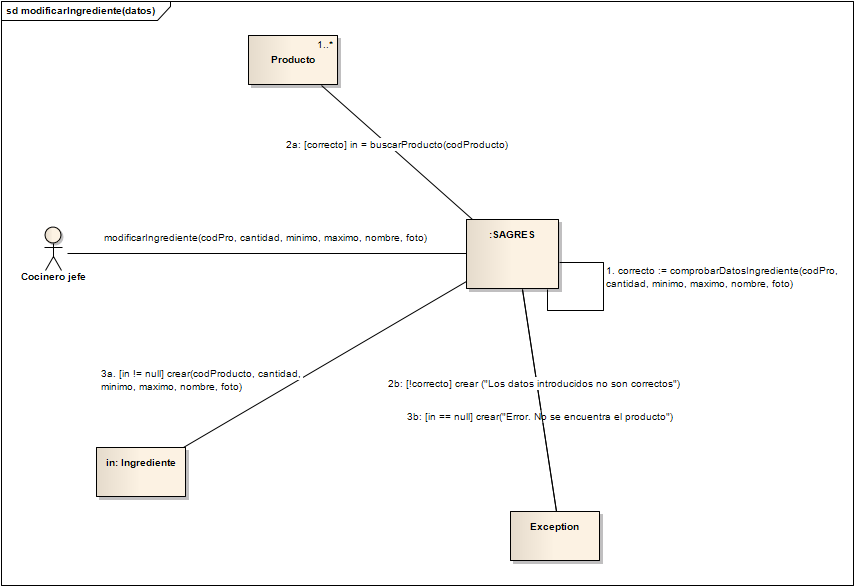 sd modificarIngrediente(datos)
1..*
Producto
2a: [correcto] in = buscarProducto(codProducto)
:SAGRES
modificarIngrediente(codPro, cantidad, minimo, maximo, nombre, foto)
Cocinero jefe
1. correcto := comprobarDatosIngrediente(codPro,
cantidad, minimo, maximo, nombre, foto)
3a. [in != null] crear(codProducto, cantidad,
minimo, maximo, nombre, foto)
2b: [!correcto] crear ("Los datos introducidos no son correctos")
3b: [in == null] crear("Error. No se encuentra el producto")
in: Ingrediente
Exception